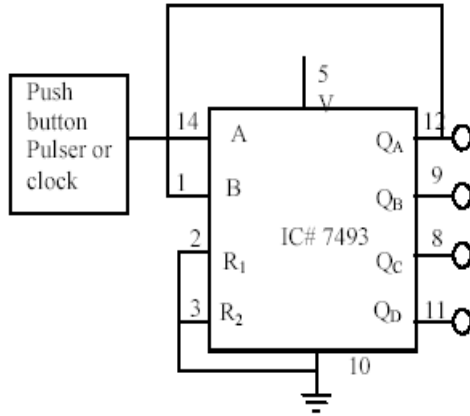 Push
button
Pulser or
clock
5
V
14
A
1
B
2
R1
3
R2
IC# 7493
QA
12
QB
9
QC
8
QD
11
10